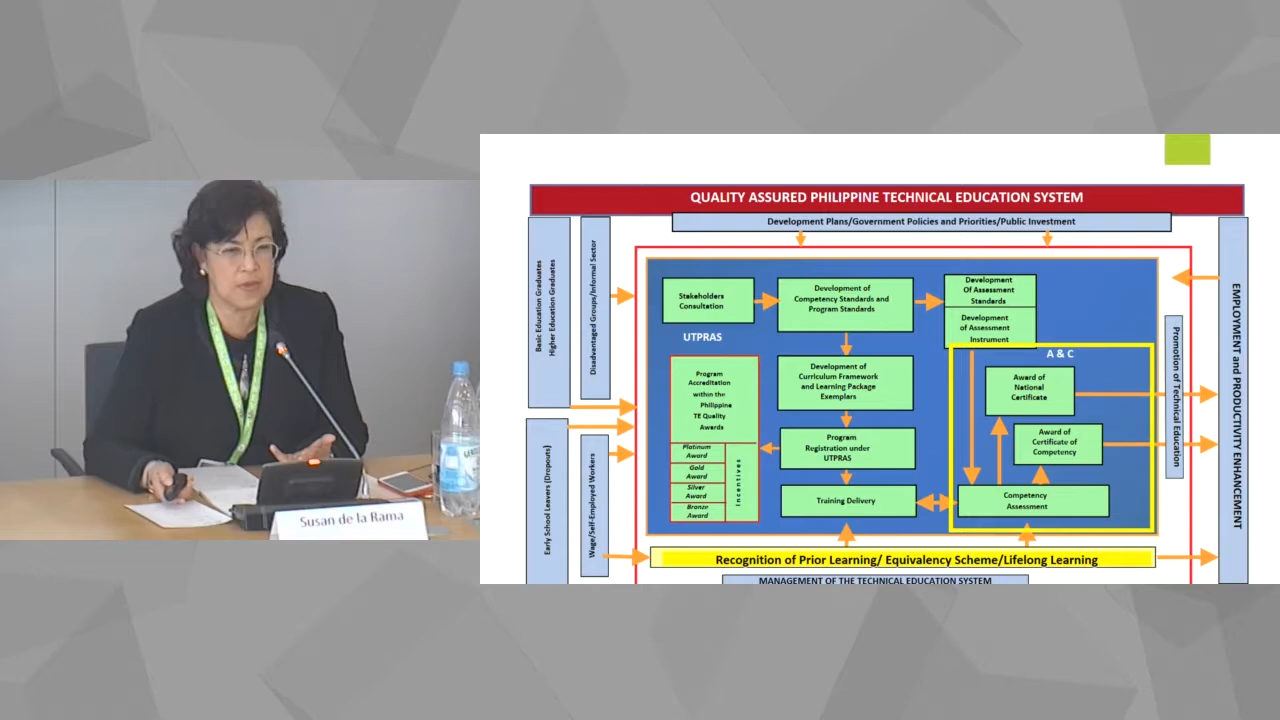 Susan de la Rama
QUALITY ASSURED PHILIPPINE TECHNICAL EDUCATION SYSTEM
Development Plans/Government Policies and Priorities/Public Investment
Basic Education Graduates
Higher Education Graduates
Disadvantaged Groups/Informal Sector
Early School Leavers (Dropouts)
Wage/Self-Employed Workers
Stakeholders
Consultation
UTPRAS
Development of
Competency Standards and
Program Standards
Development
Of Assessment
Standards
Development
of Assessment
Instrument
A & C
Program
Accreditation
within the
Philippine
TE Quality
Awards
Platinum
Award
Gold
Award
Silver
Award
Bronze
Award
Incentives
Development of
Curriculum Framework
and Learning Package
Exemplars
Program
Registration under
UTPRAS
Training Delivery
Award of
National
Certificate
Award of
Certificate of
Competency
Competency
Assessment
Promotion of Technical Education
EMPLOYMENT and PRODUCTIVITY ENHANCEMENT
Recognition of Prior Learning/ Equivalency Scheme/Lifelong Learning
MANAGEMENT OF THE TECHNICAL EDUCATION SYSTEM